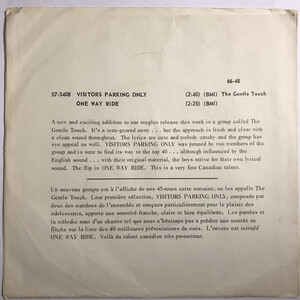 66-48
57-3408 VISITORS PARKING ONLY (2:40) (BMI) The Gentle Touch
ONE WAY RIDE (2:25) (BMI)
A new and exciting addition to our singles release this week is a group called The
Gentle Touch. It's a teen-geared entry . . . but the approach is fresh and clear with
a clean sound throughout. The lyrics are cute and melody catchy and the group has
eye appeal as well. VISITORS PARKING ONLY was penned by two members of the
group and is sure to find its way to the top 40 . . . although influenced by the
English sound . . . with their original material, the boys strive for their own lyrical
sound. The flip is ONE WAY RIDE. This is a very fine Canadian talent.
Un nouveau groupe est à l'affiche de nos 45-tours cette semaine, on les appelle The
Gentle Touch. Leur première sélection, VISITORS PARKING ONLY, composée par
deux des membres de l'ensemble et conçues particulièrement pour le plaisir des
adolescents, apporte une sonorité franche, claire et bien équilibrée. Les paroles et
la mélodie sont d'un charme tel que nous n'hésitons pas à prédire une montée en
flèche sur la liste des 40 meilleures présentations du mois. L'envers est intitulé
ONE WAY RIDE. Voilà du talent canadien très prometteur.